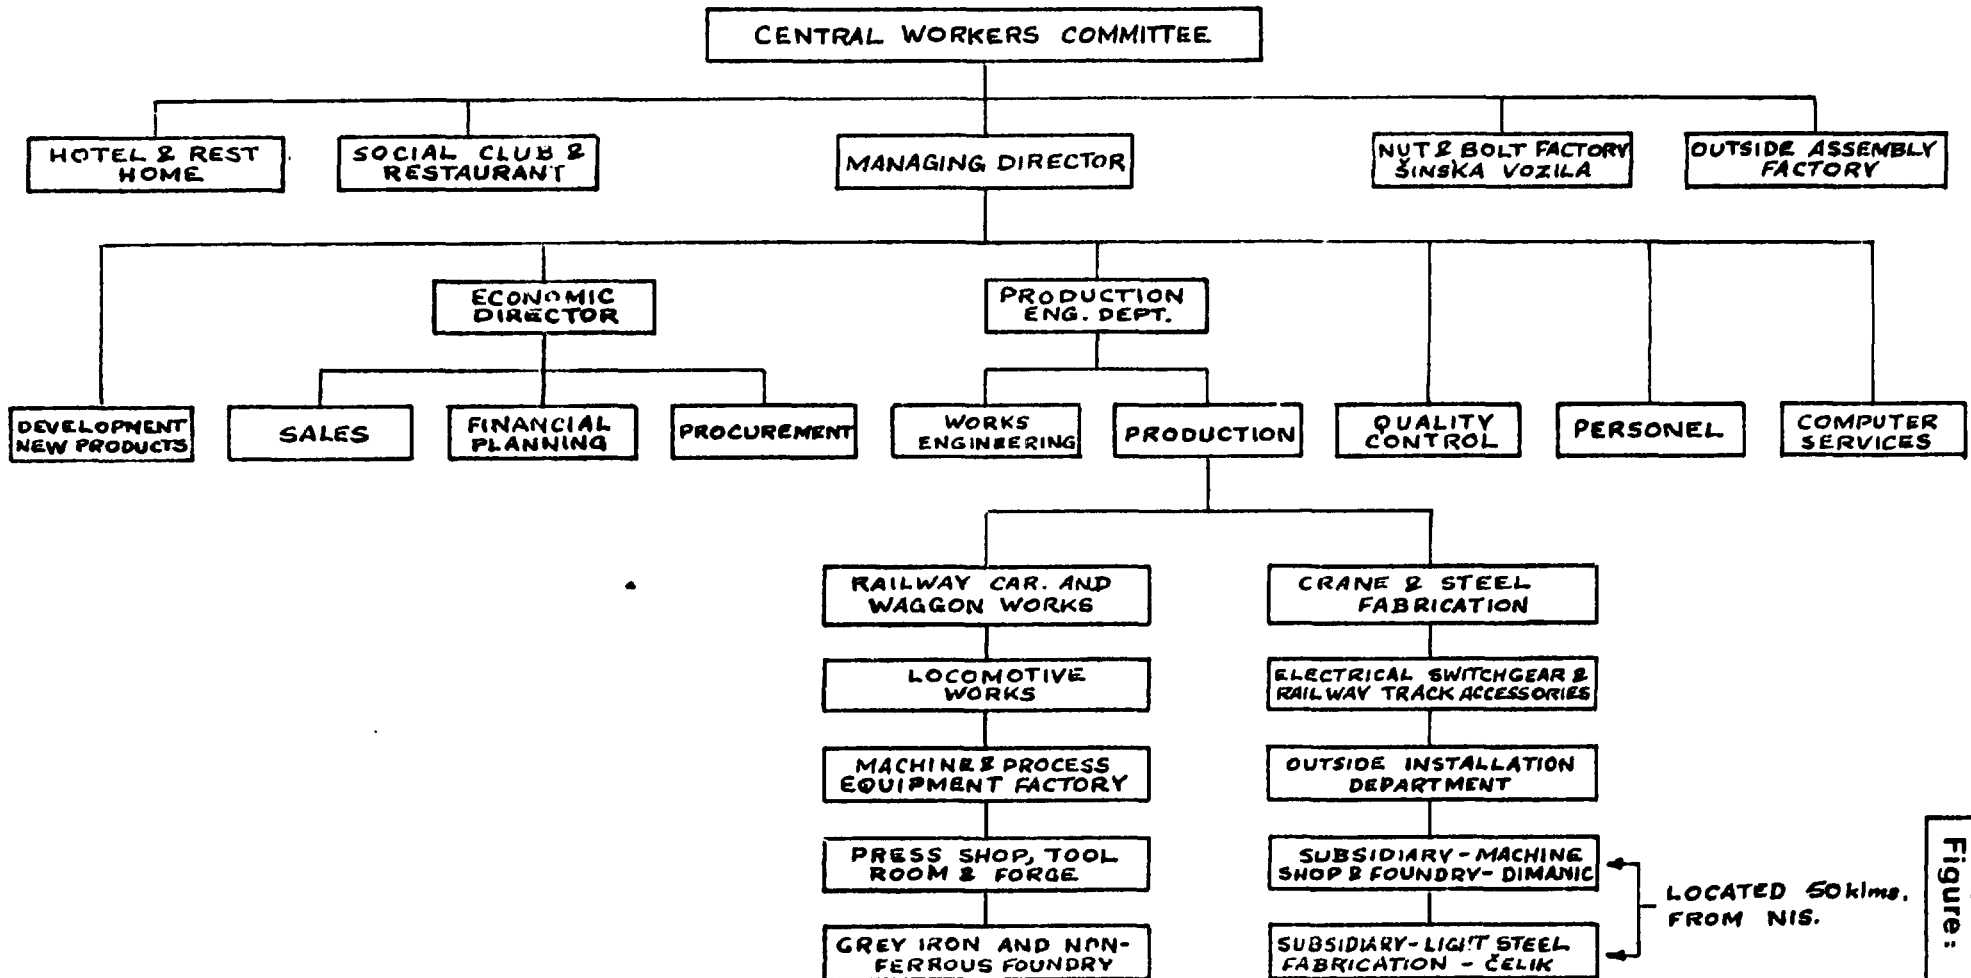 CENTRAL WORKERS COMMITTEE
HOTEL & REST
HOME
SOCIAL CLUB &
RESTAURANT
MANAGING DIRECTOR
NUT & BOLT FACTORY
ŠINSKA VOZILA
OUTSIDE ASSEMBLY
FACTORY
ECONOMIC
DIRECTOR
PRODUCTION
ENG. DEPT.
DEVELOPMENT
NEW PRODUCTS
SALES
FINANCIAL
PLANNING
PROCUREMENT
WORKS
ENGINEERING
PRODUCTION
QUALITY
CONTROL
PERSONEL
COMPUTER
SERVICES
RAILWAY CAR. AND
WAGGON WORKS
CRANE & STEEL
FABRICATION
LOCOMOTIVE
WORKS
ELECTRICAL SWITCHGEAR &
RAILWAY TRACK ACCESSORIES
MACHINE & PROCESS
EQUIPMENT FACTORY
OUTSIDE INSTALLATION
DEPARTMENT
PRESS SHOP, TOOL
ROOM & FORGE
SUBSIDIARY - MACHINE
SHOP & FOUNDRY - DIMANIC
GREY IRON AND NON-
FERROUS FOUNDRY
SUBSIDIARY - LIGHT STEEL
FABRICATION - ČELIK
LOCATED 50 klms.
FROM NIS.
Figure: